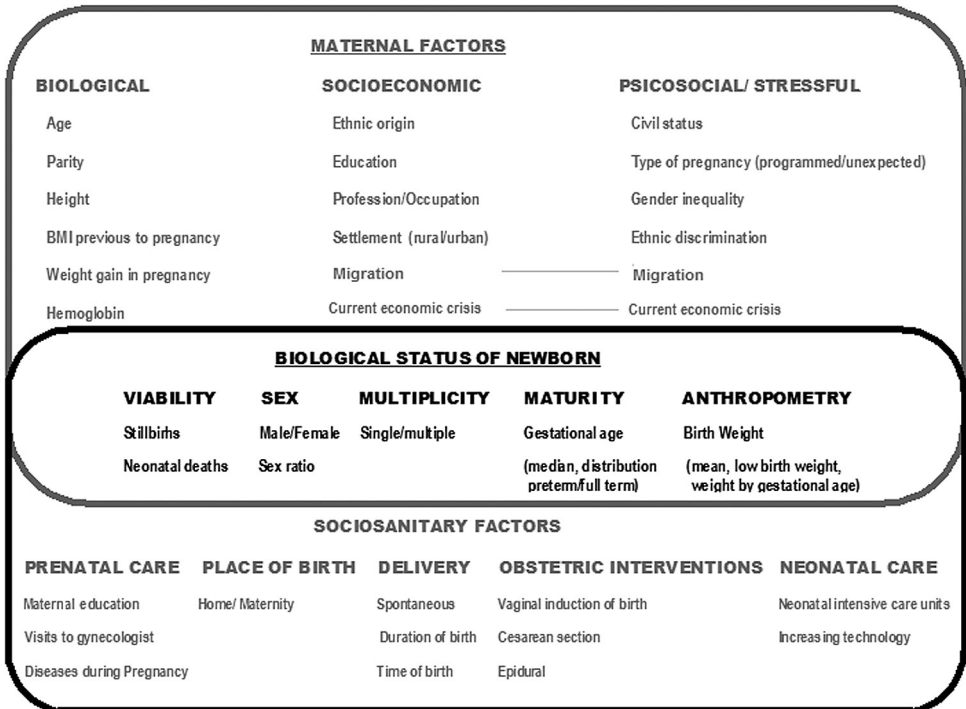 MATERNAL FACTORS
BIOLOGICAL SOCIOECONOMIC PSICOSOCIAL/ STRESSFUL
Age Ethnic origin Civil status
Parity Education Type of pregnancy (programmed/unexpected)
Height Profession/Occupation Gender inequality
BMI previous to pregnancy Settlement (rural/urban) Ethnic discrimination
Weight gain in pregnancy Migration Migration
Hemoglobin Current economic crisis Current economic crisis
BIOLOGICAL STATUS OF NEWBORN
VIABILITY SEX MULTIPLICITY MATURITY ANTHROPOMETRY
Stillbirhs Male/Female Single/multiple Gestational age Birth Weight
Neonatal deaths Sex ratio (median, distribution (mean, low birth weight,
preterm/full term) weight by gestational age)
SOCIOSANITARY FACTORS
PRENATAL CARE PLACE OF BIRTH DELIVERY OBSTETRIC INTERVENTIONS NEONATAL CARE
Maternal education Home/ Maternity Spontaneous Vaginal induction of birth Neonatal intensive care units
Visits to gynecologist Duration of birth Cesarean section Increasing technology
Diseases during Pregnancy Time of birth Epidural